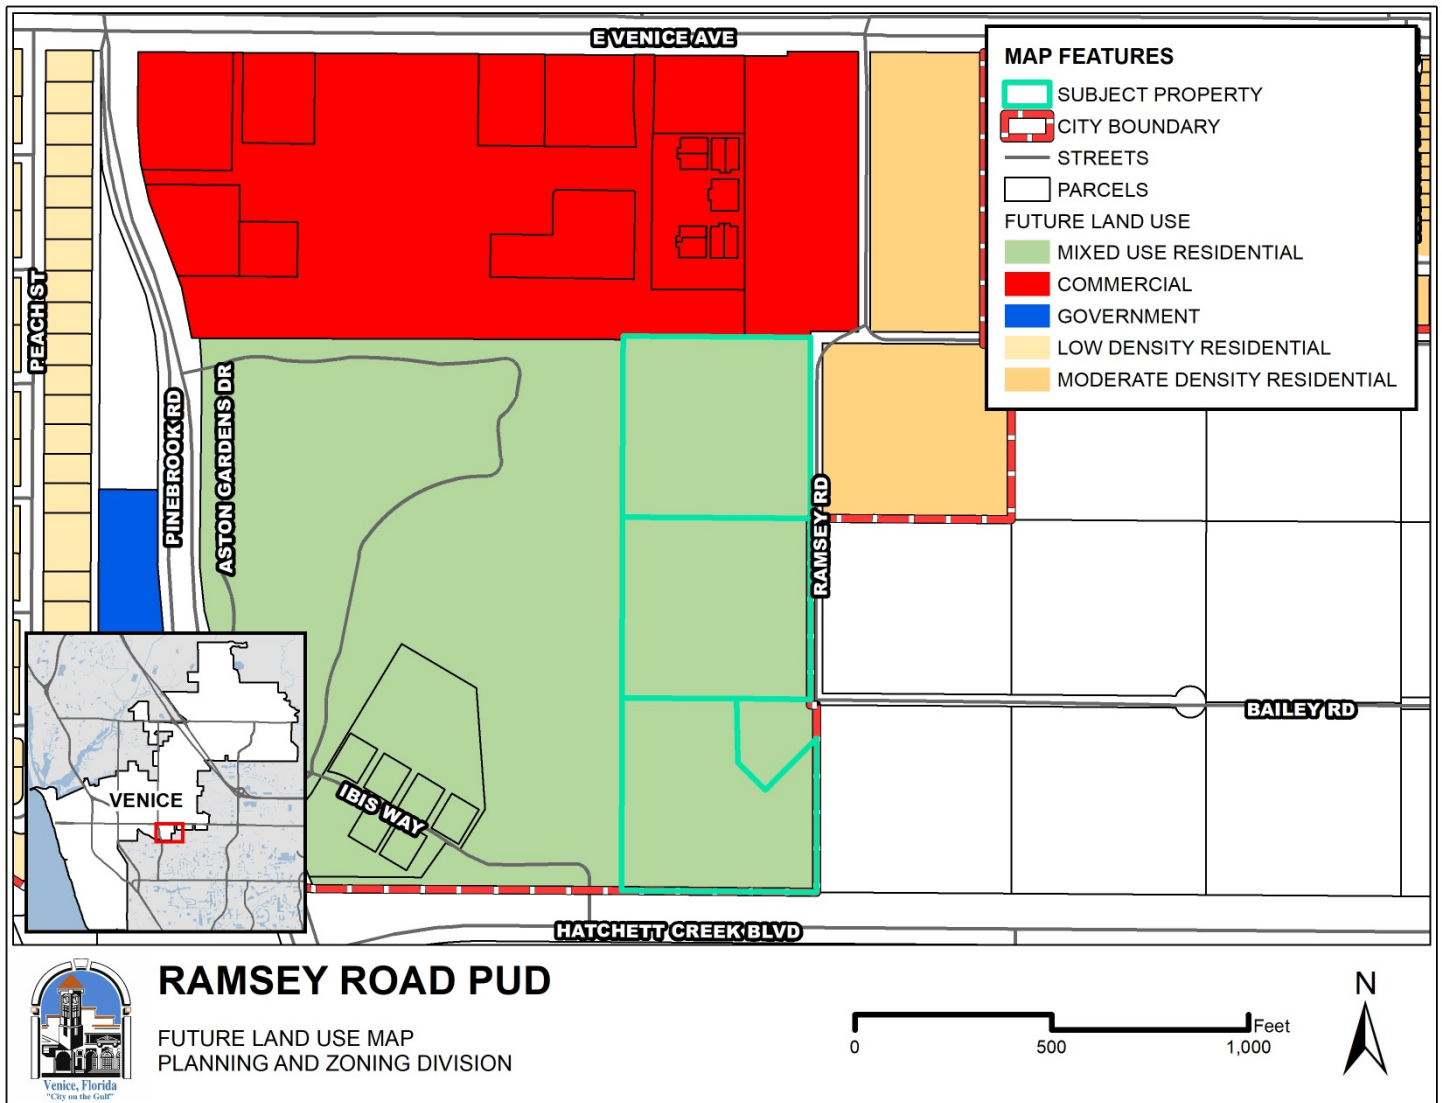 E VENICE AVE
MAP FEATURES
SUBJECT PROPERTY
CITY BOUNDARY
STREETS
PARCELS
FUTURE LAND USE
MIXED USE RESIDENTIAL
COMMERCIAL
GOVERNMENT
LOW DENSITY RESIDENTIAL
MODERATE DENSITY RESIDENTIAL
PEACH ST
PINEBROOK RD
ASTON GARDENS DR
RAMSEY RD
BAILEY RD
VENICE
IBIS WAY
HATCHETT CREEK BLVD
RAMSEY ROAD PUD
FUTURE LAND USE MAP
PLANNING AND ZONING DIVISION
Venice, Florida
"City on the Gulf"
Feet
0 500 1,000
N